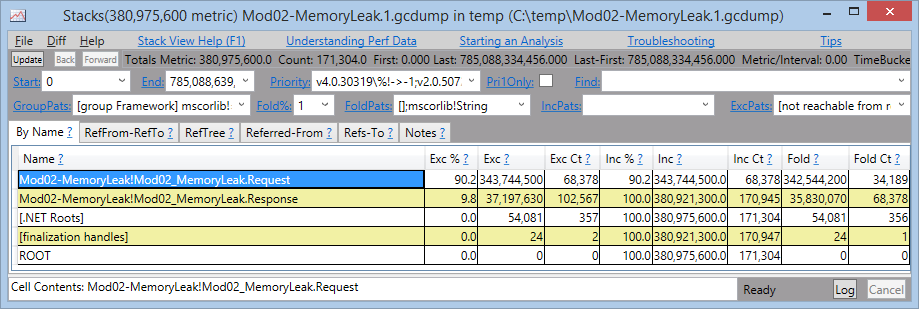 Stacks(380,975,600 metric) Mod02-MemoryLeak.1.gcdump in temp (C:\temp\Mod02-MemoryLeak.1.gcdump)
File Diff Help Stack View Help (F1) Understanding Perf Data Starting an Analysis Troubleshooting Tips
Update Back Forward Totals Metric: 380,975,600.0 Count: 171,304.0 First: 0.000 Last: 785,088,334,456.000 Last-First: 785,088,334,456.000 Metric/Interval: 0.00 TimeBucke
Start: 0 End: 785,088,639, Priority: v4.0.30319\%!->-1;v2.0.507. Pri1Only: Find:
GroupPats: [group Framework] mscorlib! Fold%: 1 FoldPats: [];mscorlib!String IncPats: ExcPats: [not reachable from r
By Name ? RefFrom-RefTo ? RefTree ? Referred-From ? Refs-To ? Notes ?
Name ? Exc % ? Exc ? Exc Ct ? Inc % ? Inc ? Inc Ct ? Fold ? Fold Ct ?
Mod02-MemoryLeak!Mod02_MemoryLeak.Request 90.2 343,744,500 68,378 90.2 343,744,500.0 68,378 342,544,200 34,189
Mod02-MemoryLeak!Mod02_MemoryLeak.Response 9.8 37,197,630 102,567 100.0 380,921,300.0 170,945 35,830,070 68,378
[.NET Roots] 0.0 54,081 357 100.0 380,975,600.0 171,304 54,081 356
[finalization handles] 0.0 24 2 100.0 380,921,300.0 170,947 24 1
ROOT 0.0 0 0 100.0 380,975,600.0 171,304 0 0
Cell Contents: Mod02-MemoryLeak!Mod02_MemoryLeak.Request Ready Log Cancel